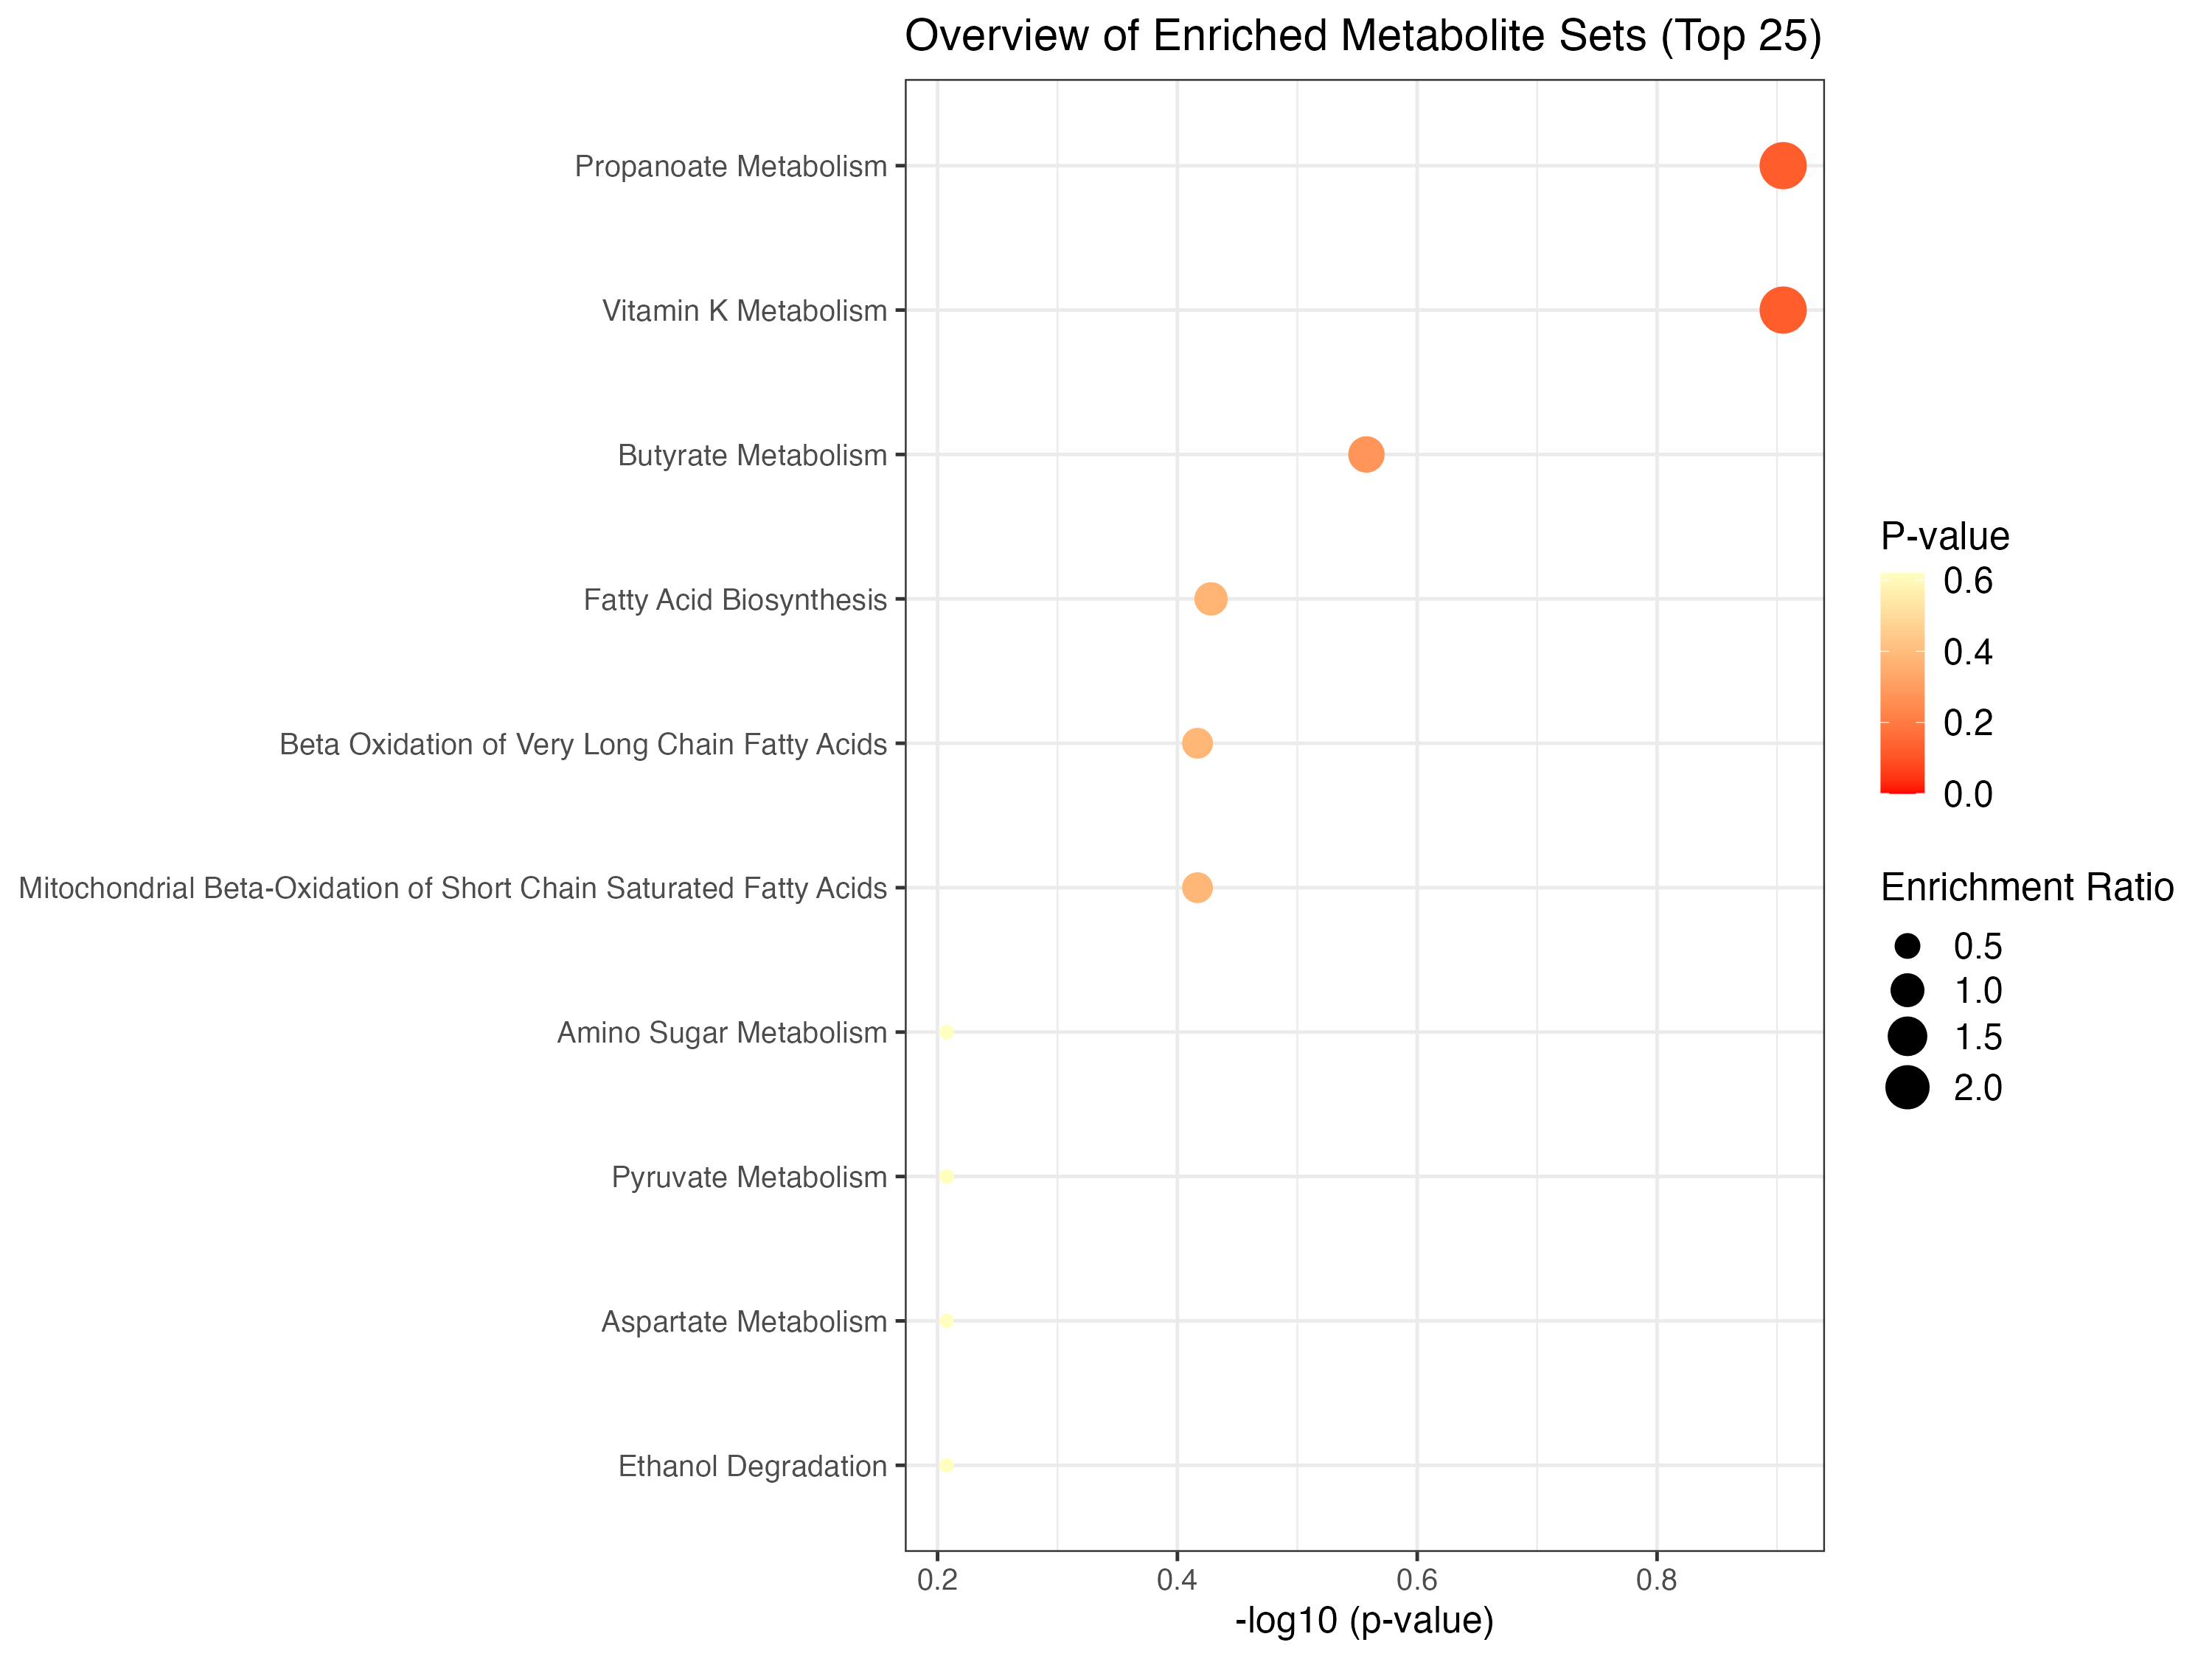 Overview of Enriched Metabolite Sets (Top 25)
Propanoate Metabolism
Vitamin K Metabolism
Butyrate Metabolism
Fatty Acid Biosynthesis
Beta Oxidation of Very Long Chain Fatty Acids
Mitochondrial Beta-Oxidation of Short Chain Saturated Fatty Acids
Amino Sugar Metabolism
Pyruvate Metabolism
Aspartate Metabolism
Ethanol Degradation
0.2 0.4 0.6 0.8
-log10 (p-value)
P-value
0.6
0.4
0.2
0.0
Enrichment Ratio
0.5
1.0
1.5
2.0